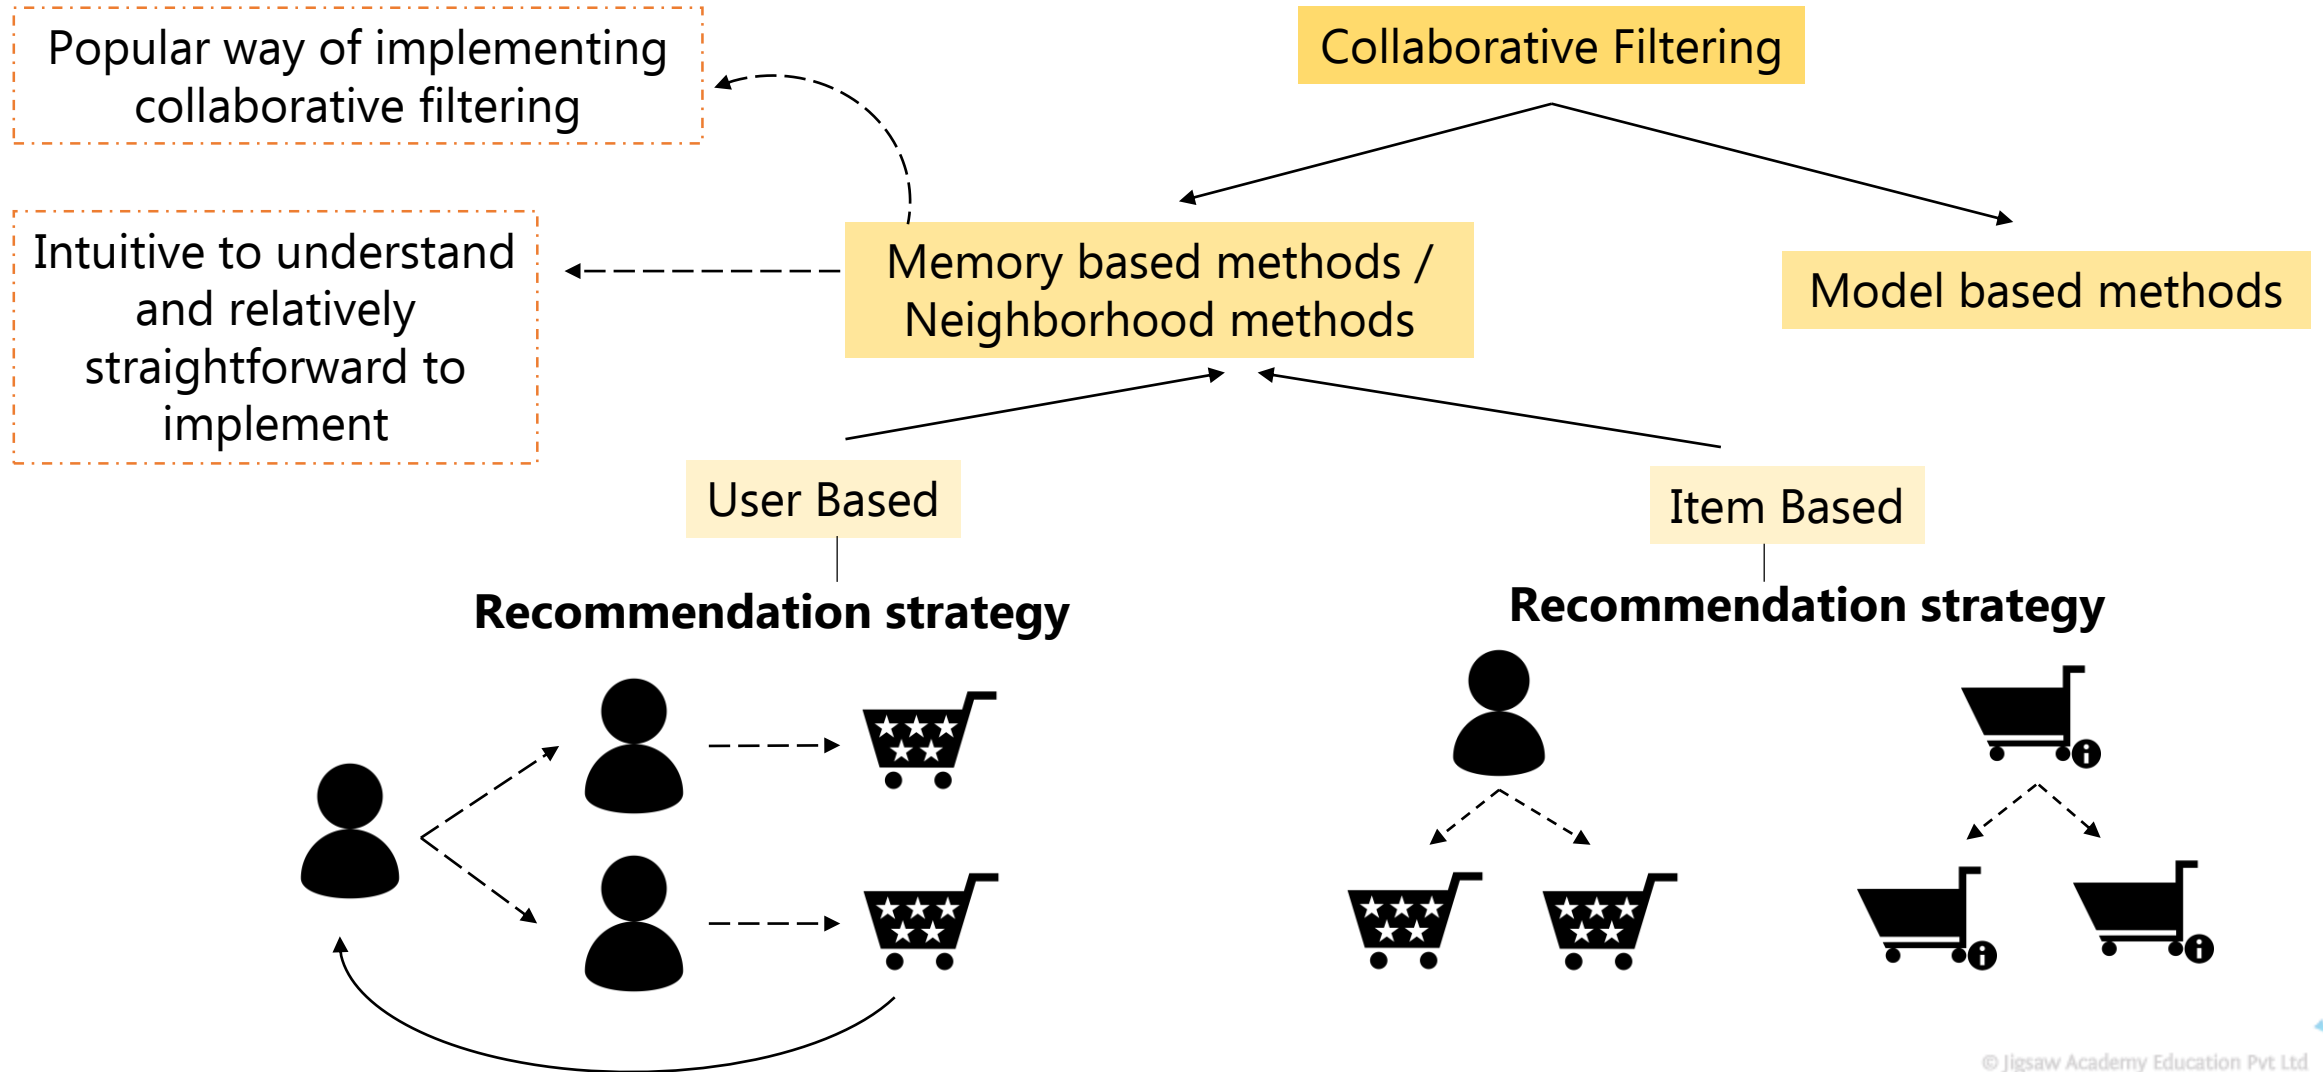 Popular way of implementing
collaborative filtering
Collaborative Filtering
Intuitive to understand
and relatively
straightforward to
implement
Memory based methods /
Neighborhood methods
Model based methods
User Based
Item Based
Recommendation strategy
Recommendation strategy
© Jigsaw Academy Education Pvt Ltd